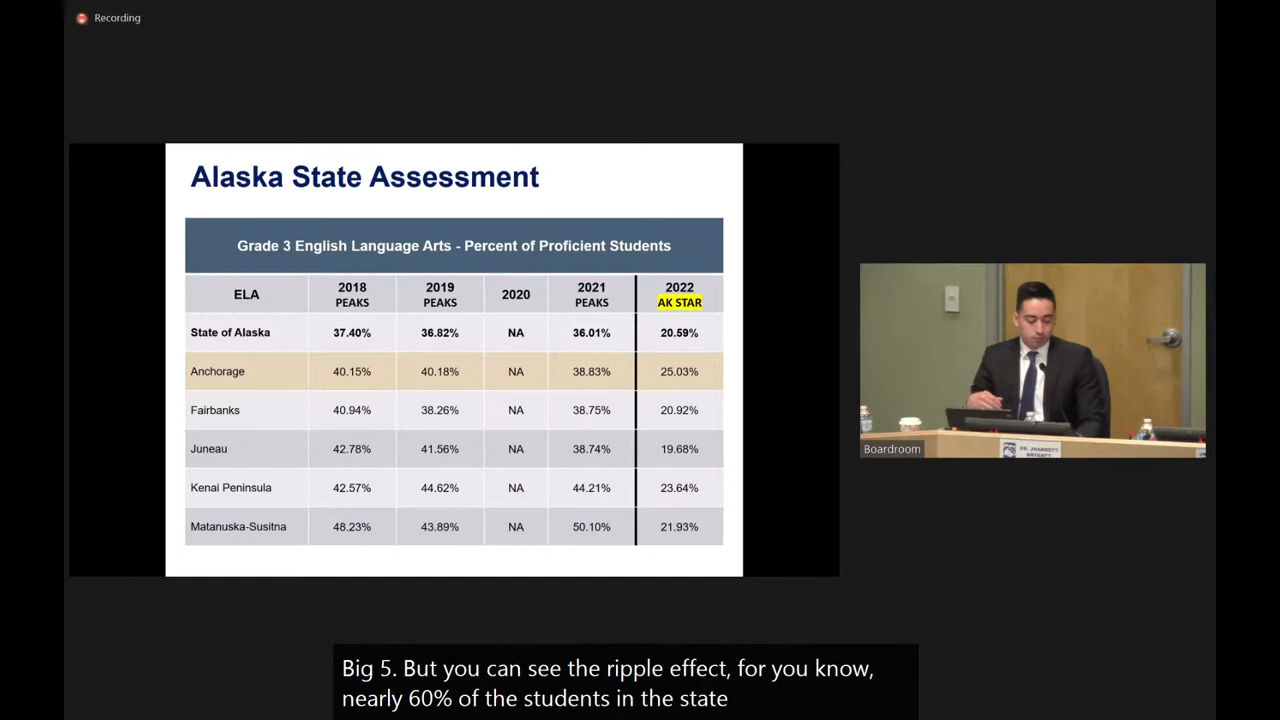 Recording
Alaska State Assessment
Grade 3 English Language Arts - Percent of Proficient Students
ELA 2018 PEAKS 2019 PEAKS 2020 2021 PEAKS 2022 AK STAR
State of Alaska 37.40% 36.82% NA 36.01% 20.59%
Anchorage 40.15% 40.18% NA 38.83% 25.03%
Fairbanks 40.94% 38.26% NA 38.75% 20.92%
Juneau 42.78% 41.56% NA 38.74% 19.68%
Kenai Peninsula 42.57% 44.62% NA 44.21% 23.64%
Matanuska-Susitna 48.23% 43.89% NA 50.10% 21.93%
DR. JHARRETT
BRYANTT
Boardroom
Big 5. But you can see the ripple effect, for you know,
nearly 60% of the students in the state